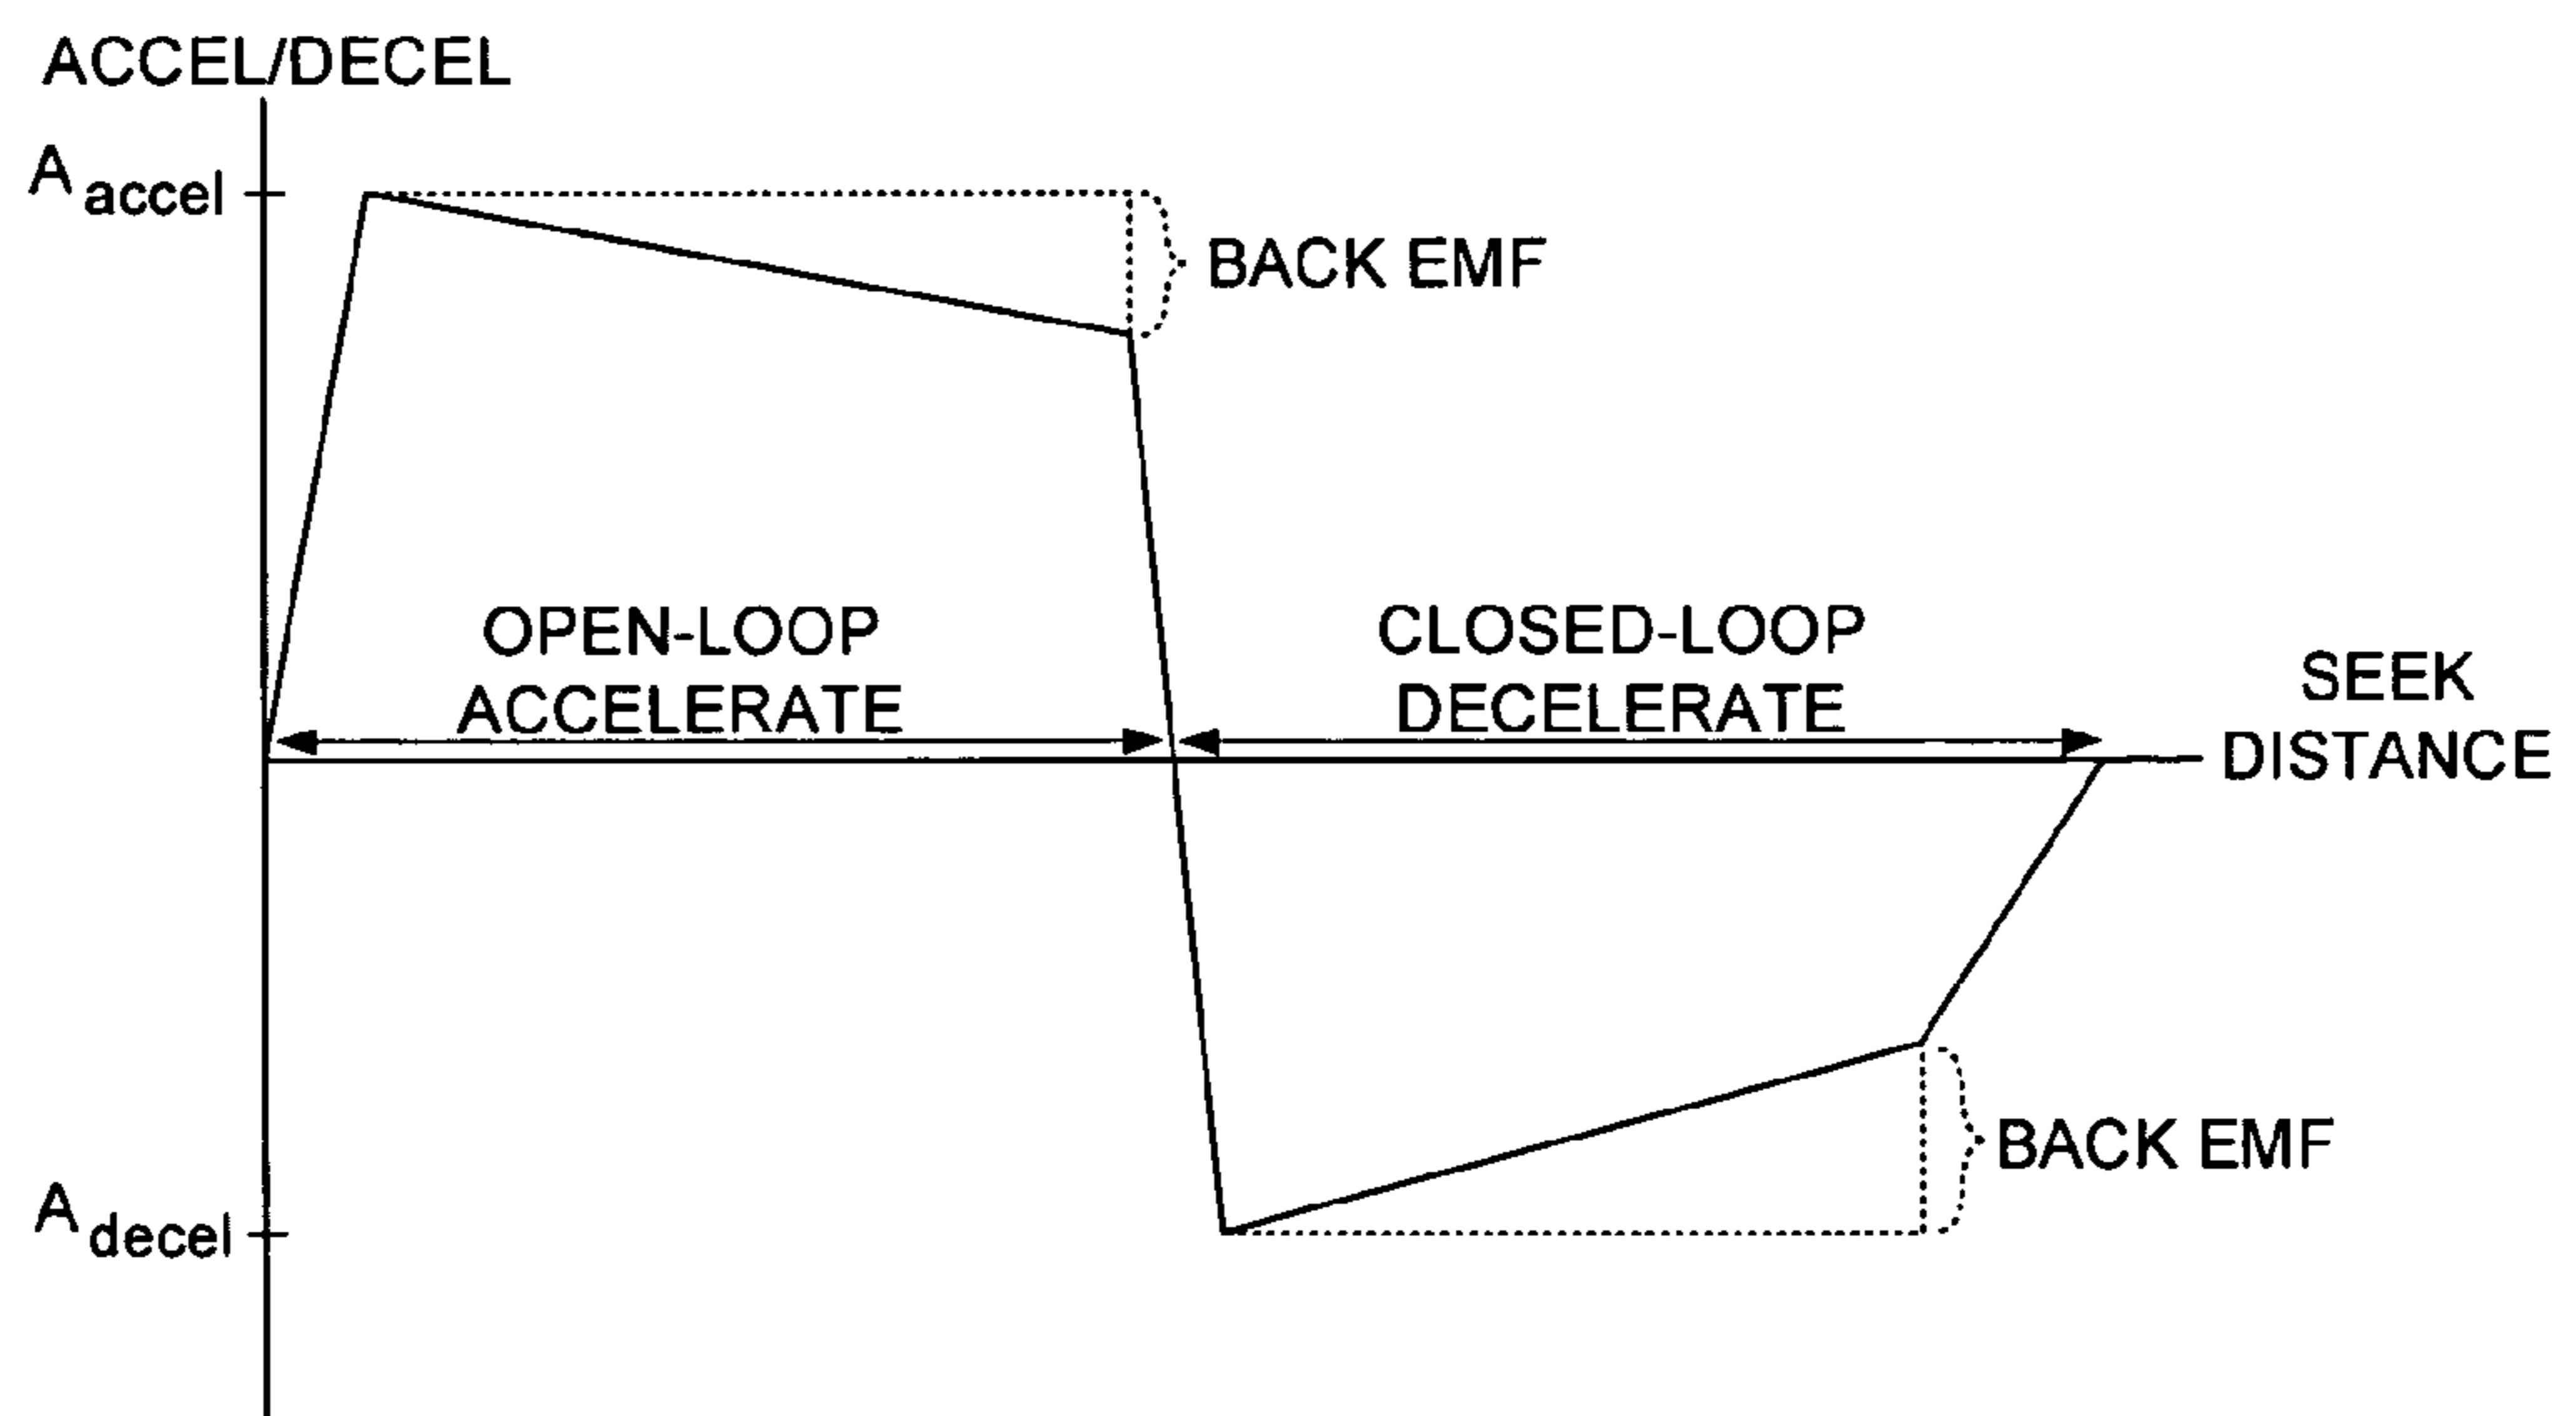 ACCEL/DECEL
A accel
BACK EMF
OPEN-LOOP
ACCELERATE
CLOSED-LOOP
DECELERATE
SEEK
DISTANCE
BACK EMF
A decel